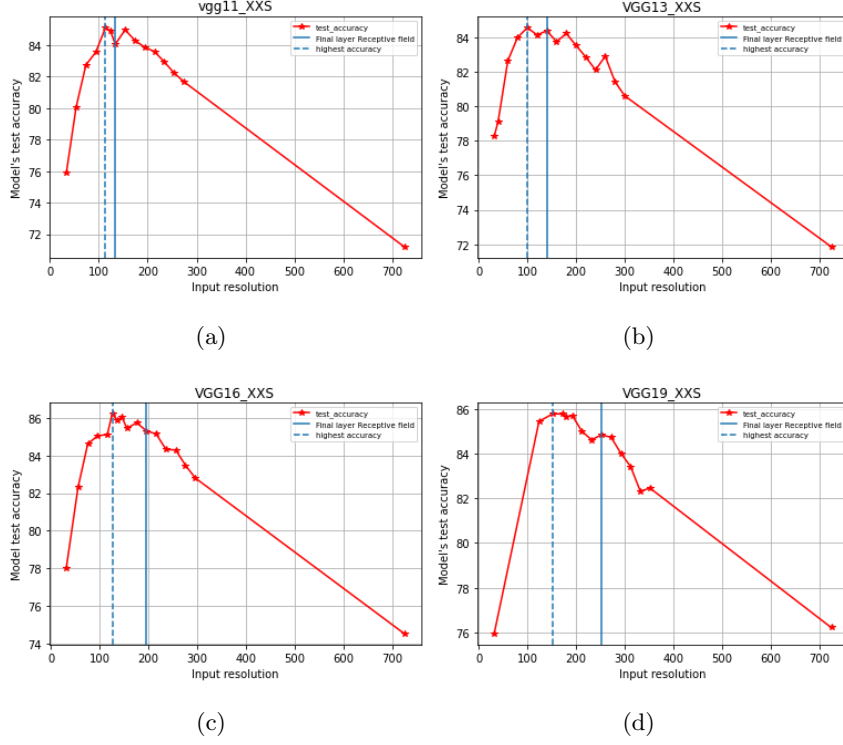 vgg11_XXS
Model's test accuracy
84
82
80
78
76
74
72
test_accuracy
Final layer Receptive field
highest accuracy
0 100 200 300 400 500 600 700
Input resolution
(a)
VGG13_XXS
Model's test accuracy
84
82
80
78
76
74
72
test_accuracy
Final layer Receptive field
highest accuracy
0 100 200 300 400 500 600 700
Input resolution
(b)
VGG16_XXS
Model test accuracy
86
84
82
80
78
76
74
test_accuracy
Final layer Receptive field
highest accuracy
0 100 200 300 400 500 600 700
Input resolution
(c)
VGG19_XXS
Model's test accuracy
86
84
82
80
78
76
test_accuracy
Final layer Receptive field
highest accuracy
0 100 200 300 400 500 600 700
Input resolution
(d)